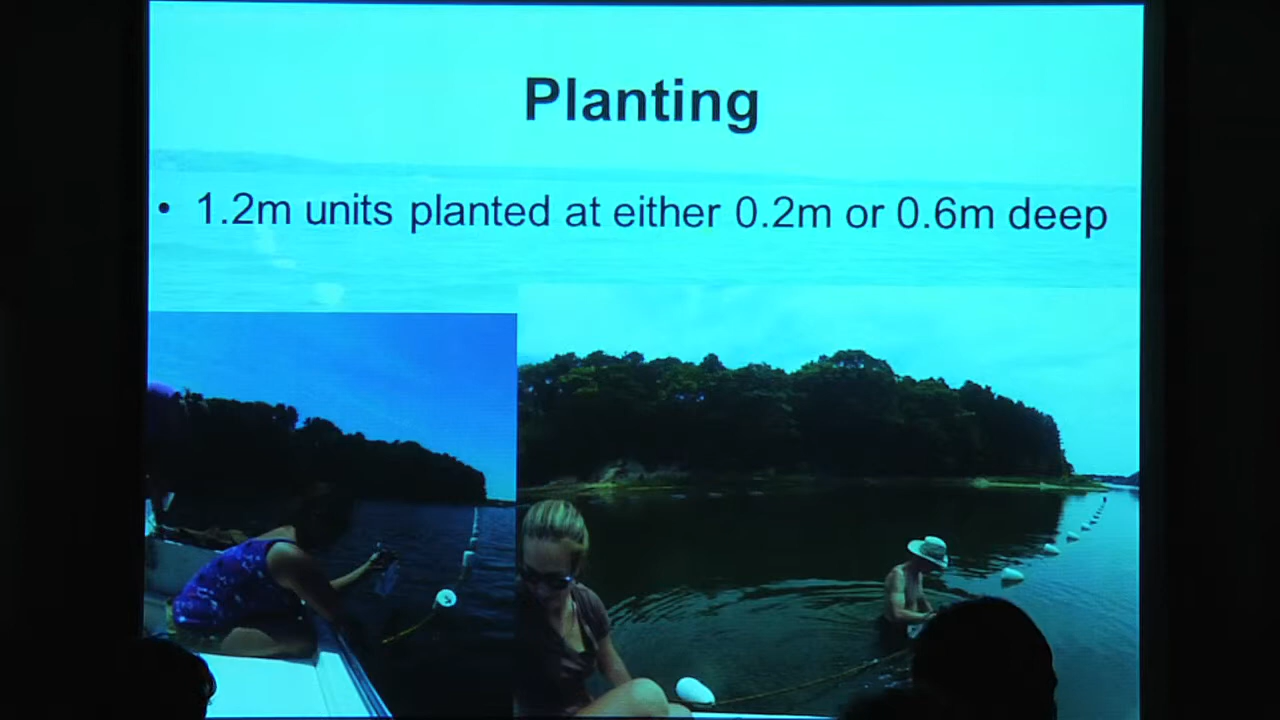 Planting
• 1.2m units planted at either 0.2m or 0.6m deep